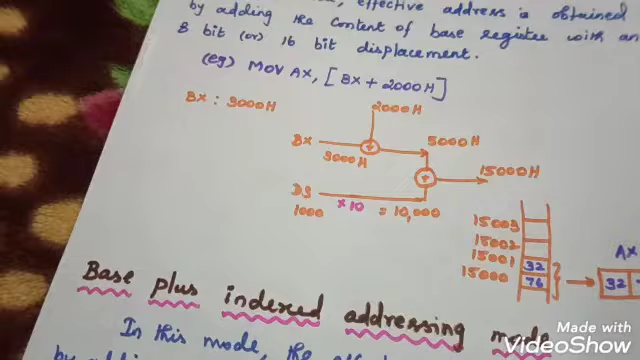 , effective address is obtained
by adding the content of base register with an
8 bit (or) 16 bit displacement.
(eg) MOV AX, [BX + 2000H]
BX : 3000H
2000H
BX
3000H
+
5000H
+
15000H
DS
1000
×10
= 10,000
15003
15002
15001
15000
32
76
AX
32
Base plus indexed addressing mode
In this mode, the
by
Made with
VideoShow